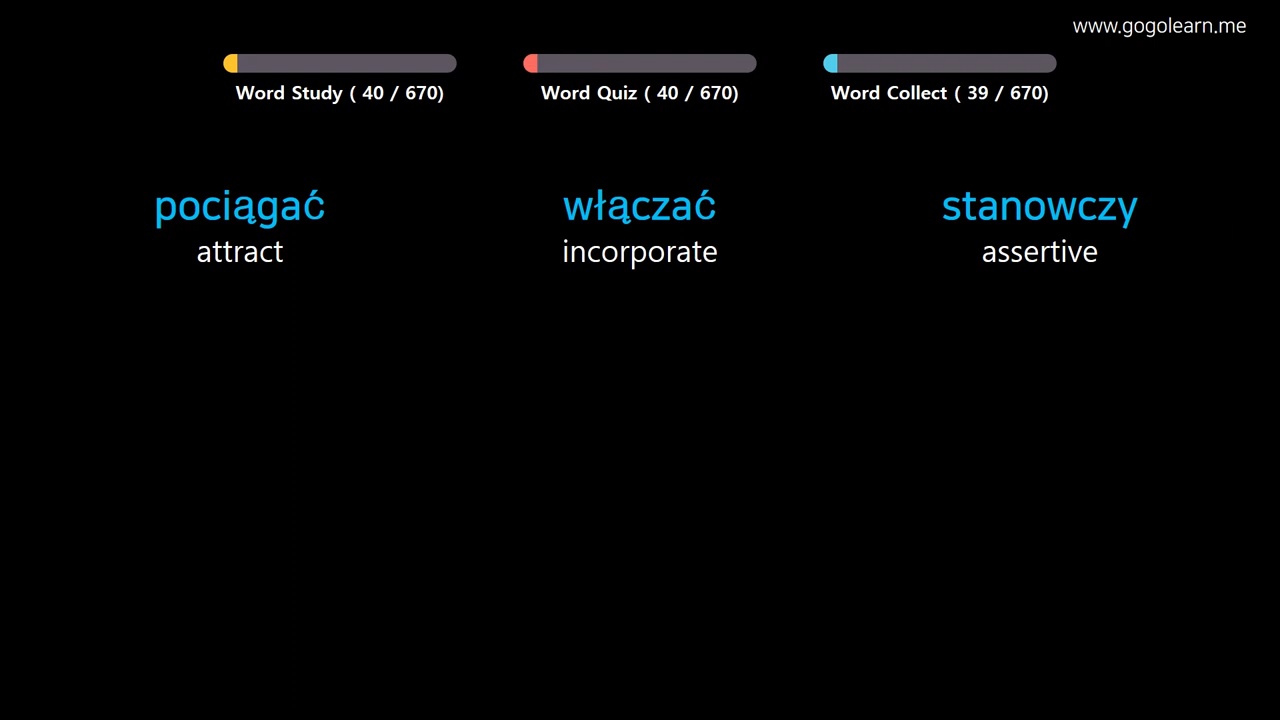 www.gogolearn.me
Word Study ( 40 / 670)
Word Quiz ( 40 / 670)
Word Collect ( 39 / 670)
pociągać
attract
włączać
incorporate
stanowczy
assertive